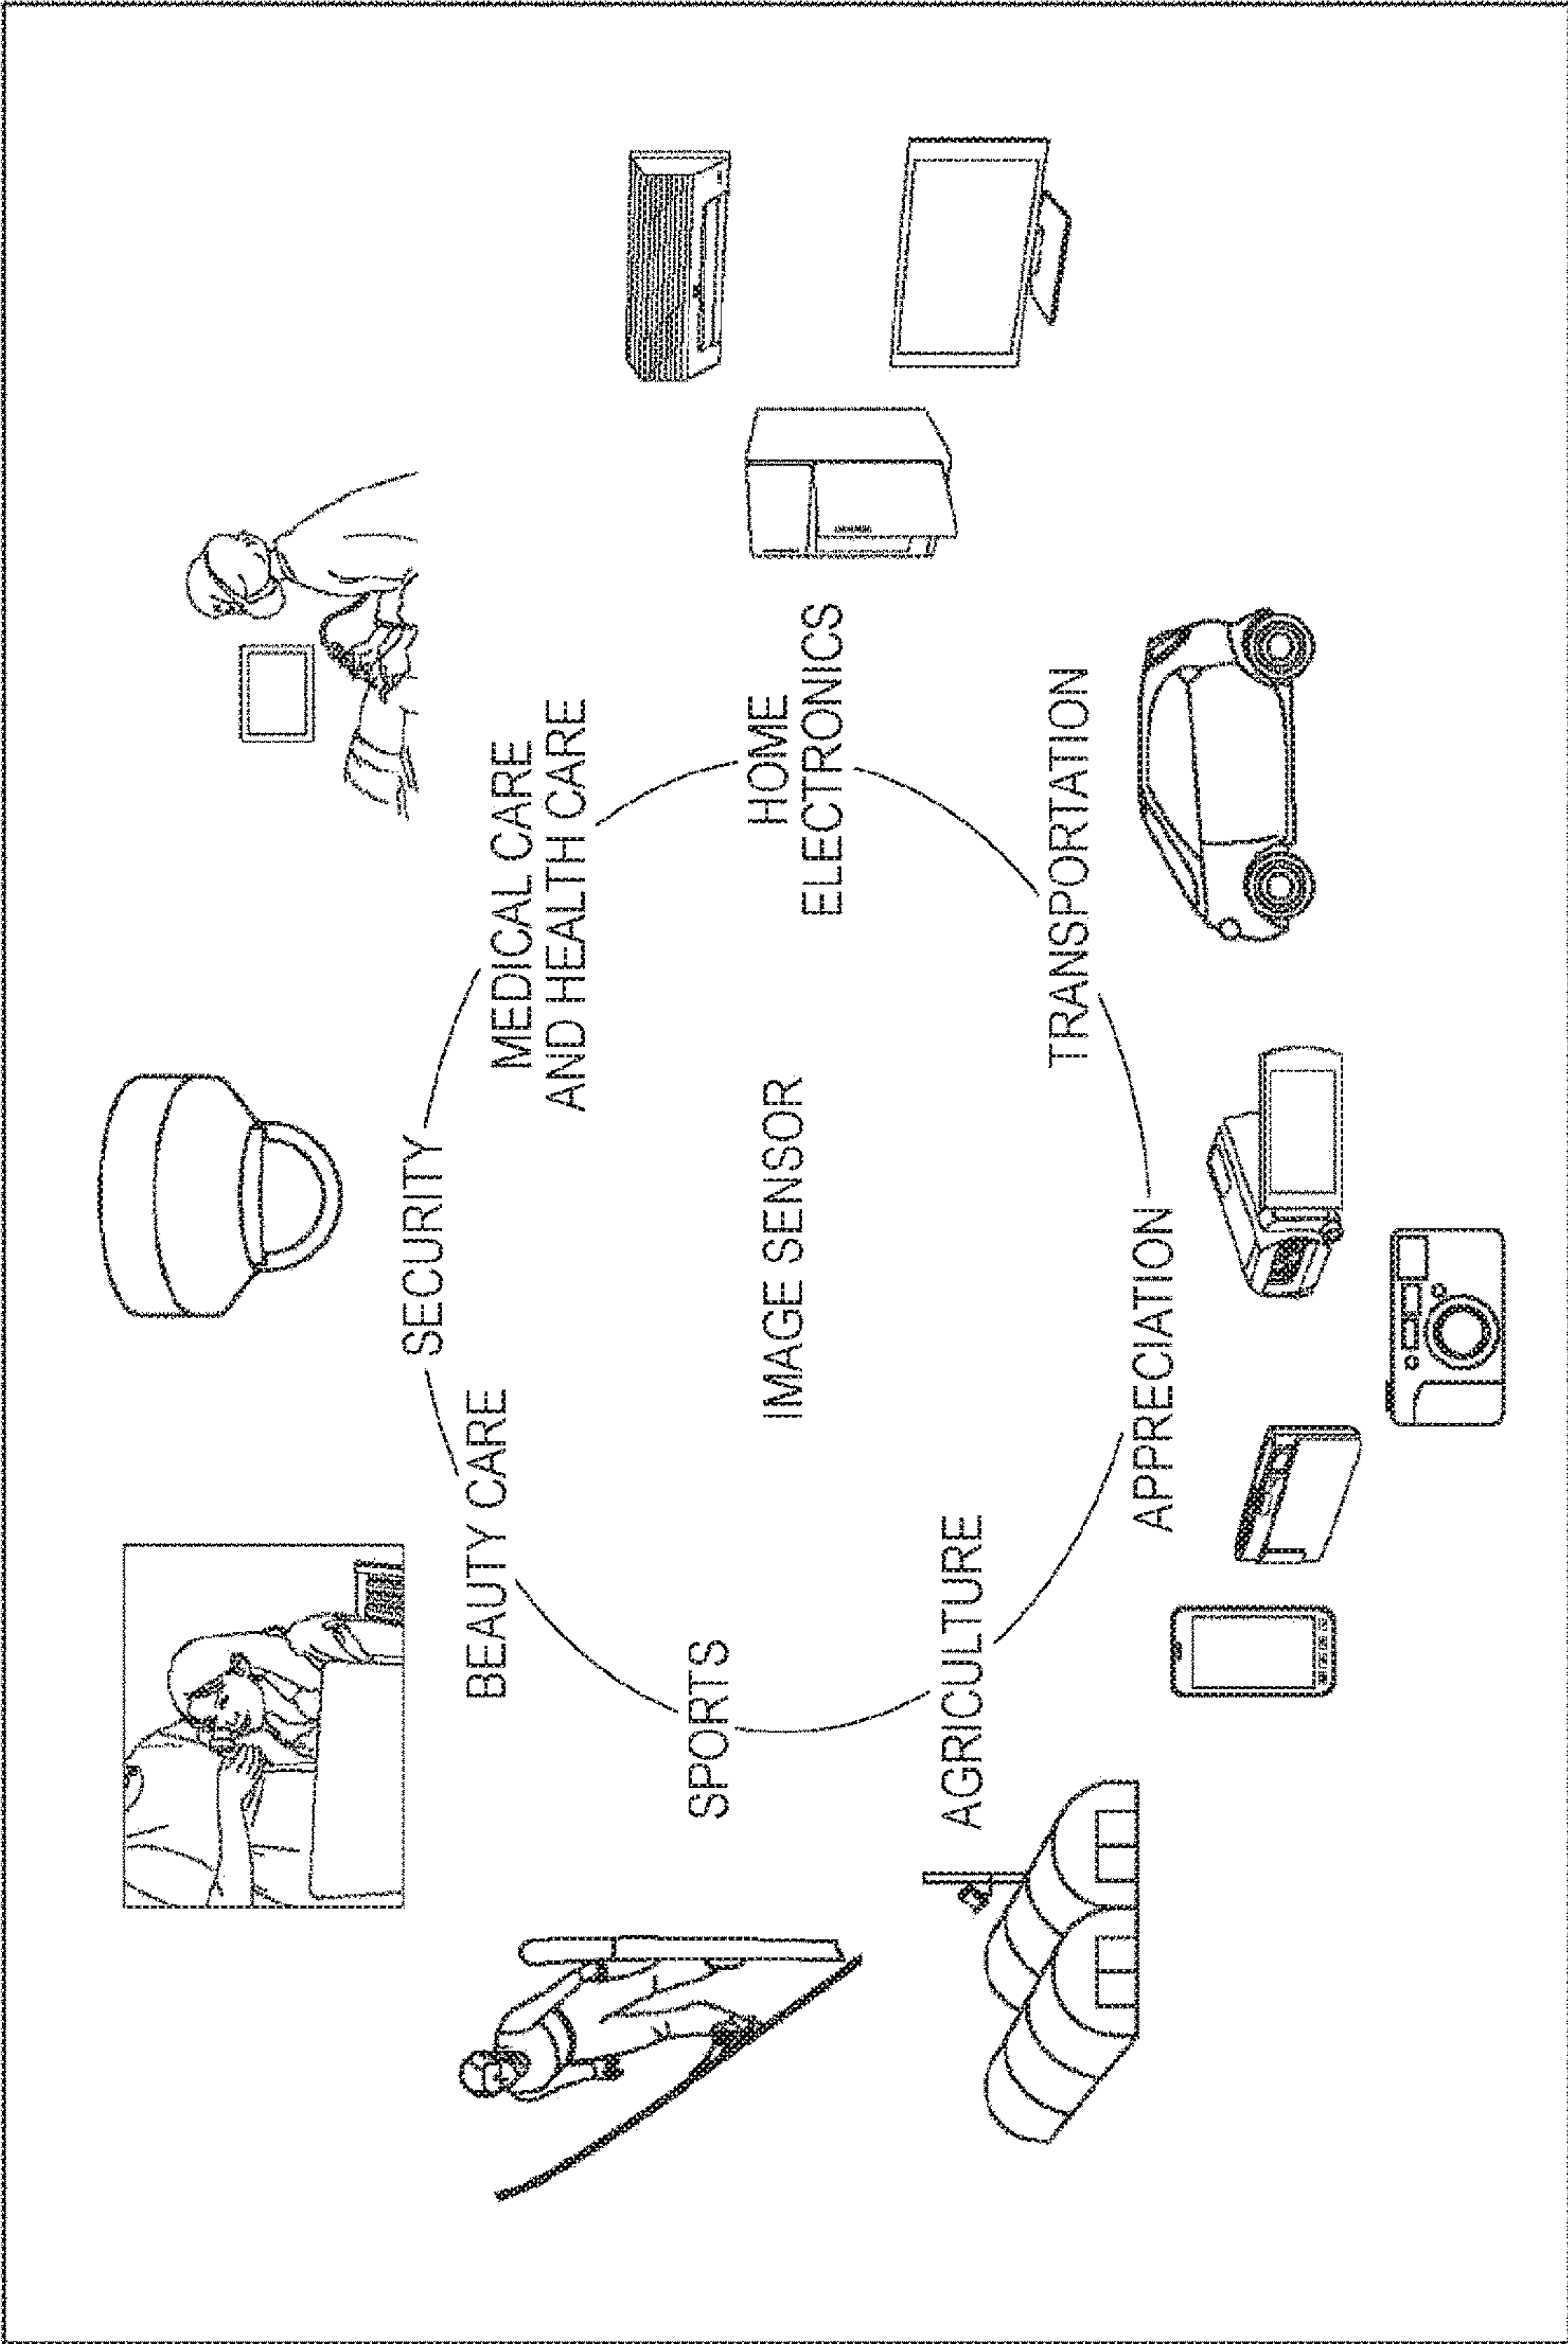 SECURITY
BEAUTY CARE
MEDICAL CARE
AND HEALTH CARE
SPORTS
IMAGE SENSOR
HOME
ELECTRONICS
AGRICULTURE
TRANSPORTATION
APPRECIATION